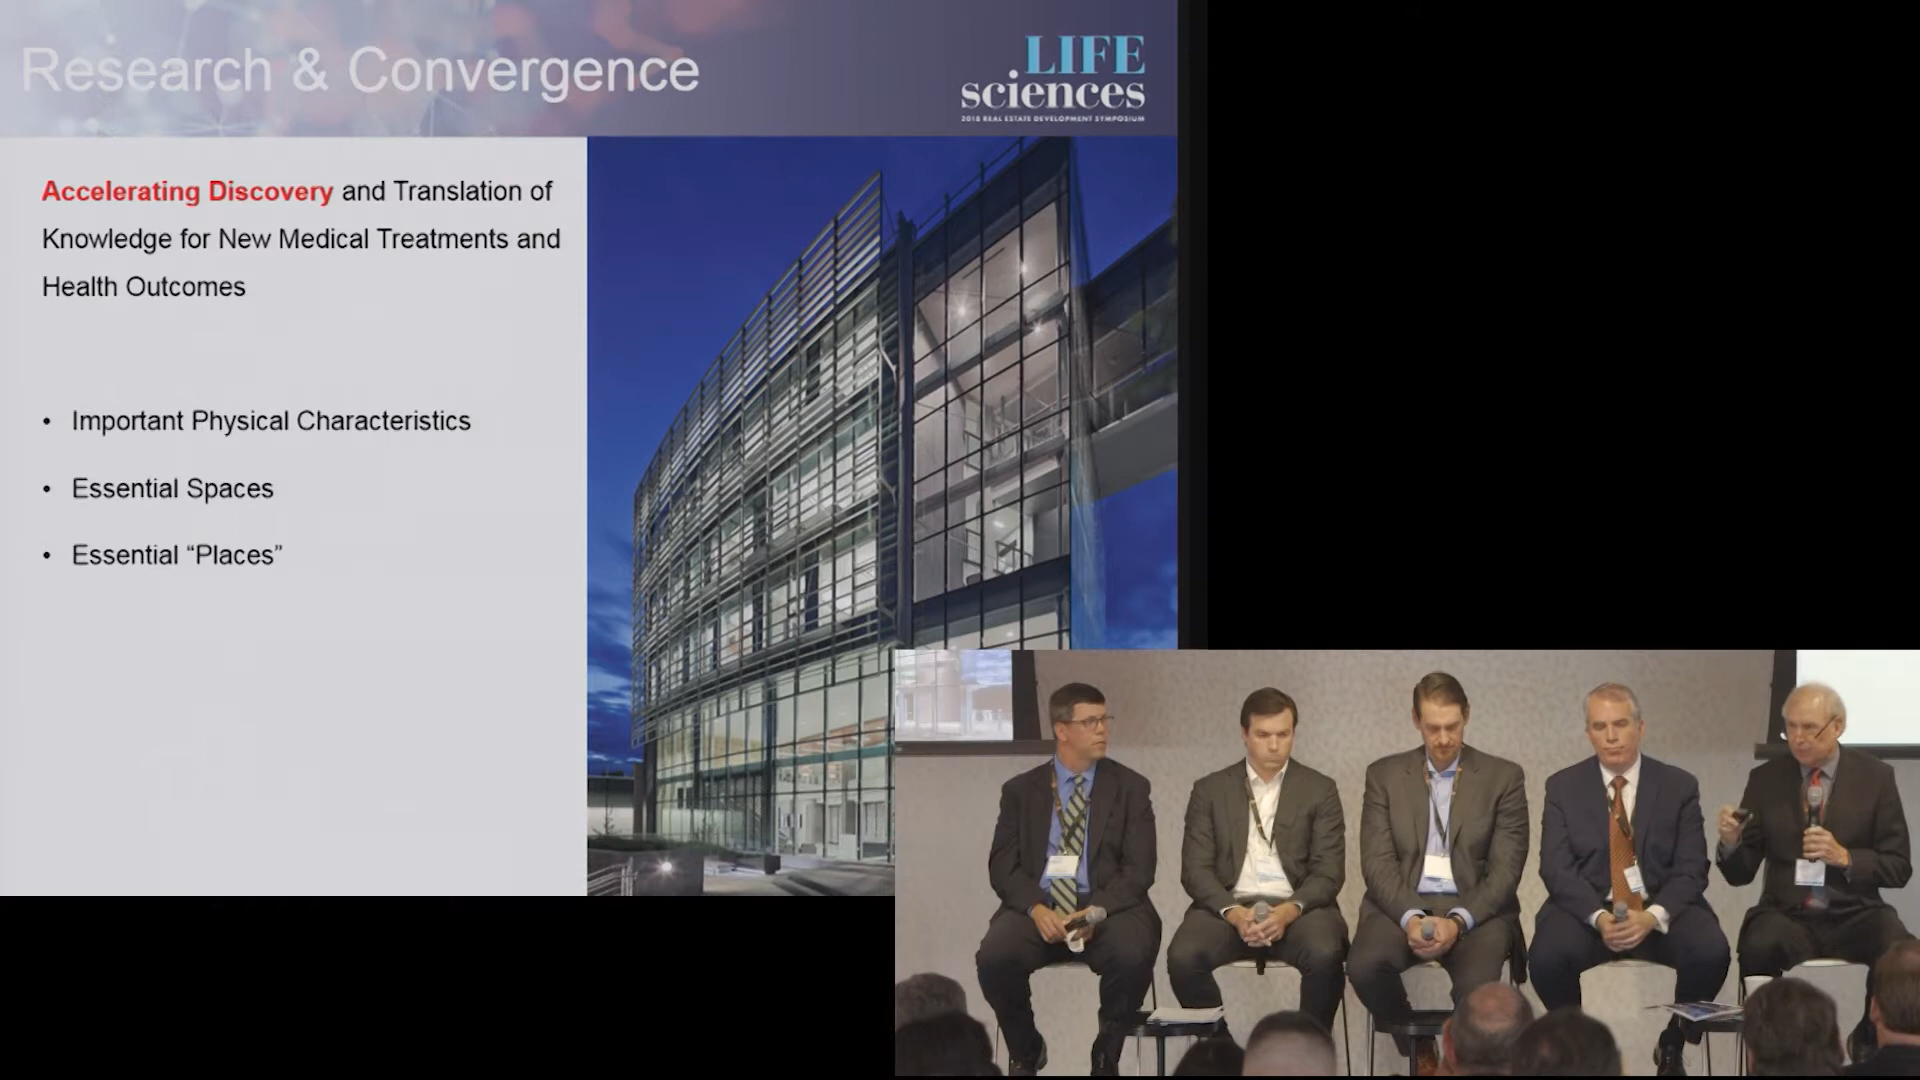 Research & Convergence
LIFE
sciences
2018 REAL ESTATE DEVELOPMENT SYMPOSIUM
Accelerating Discovery and Translation of
Knowledge for New Medical Treatments and
Health Outcomes
• Important Physical Characteristics
• Essential Spaces
• Essential “Places”